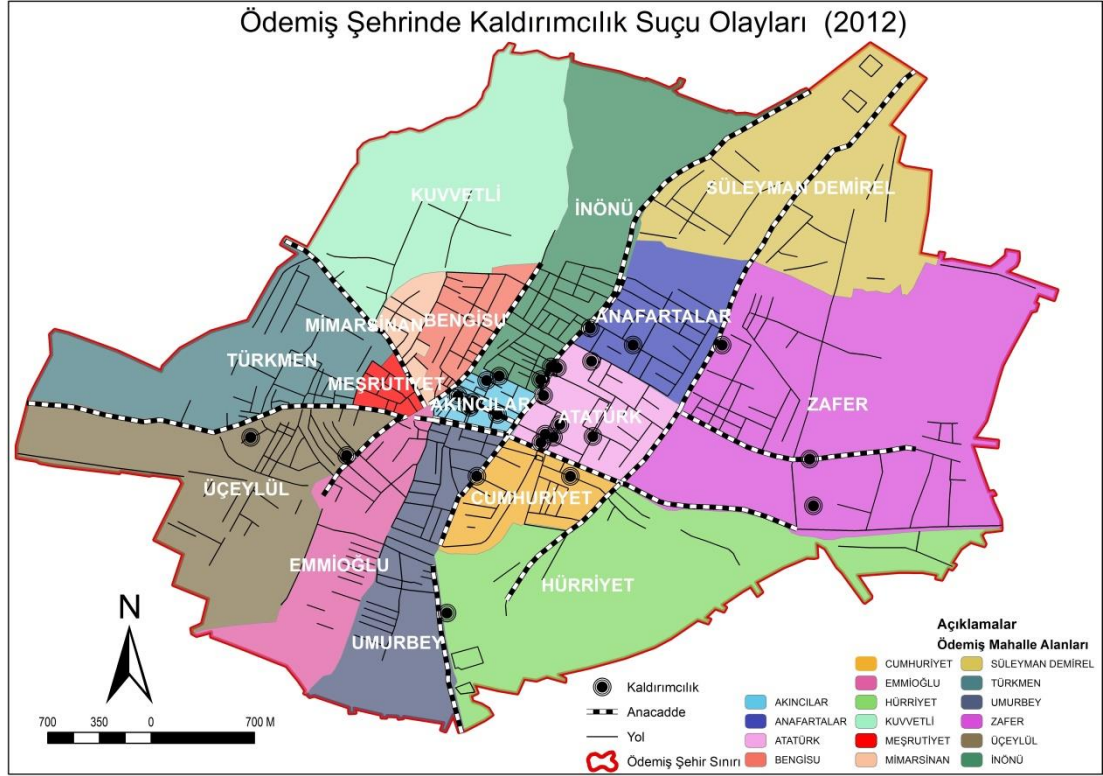 Ödemiş Şehrinde Kaldırımcılık Suçu Olayları (2012)
KUVVETLİ
İNÖNÜ
SÜLEYMAN DEMİREL
MİMARSİNAN
BENGİSU
ANAFARTALAR
TÜRKMEN
MEŞRUTİYET
AKINCILAR
ATATÜRK
ZAFER
ÜÇEYLÜL
CUMHURİYET
EMMİOĞLU
HÜRRİYET
UMURBEY
N
700 350 0 700 M
Kaldırımcılık
Anacadde
Yol
Ödemiş Şehir Sınırı
Açıklamalar
Ödemiş Mahalle Alanları
AKINCILAR
ANAFARTALAR
ATATÜRK
BENGİSU
CUMHURİYET
EMMİOĞLU
HÜRRİYET
KUVVETLİ
MEŞRUTİYET
MİMARSİNAN
SÜLEYMAN DEMİREL
TÜRKMEN
UMURBEY
ZAFER
ÜÇEYLÜL
İNÖNÜ